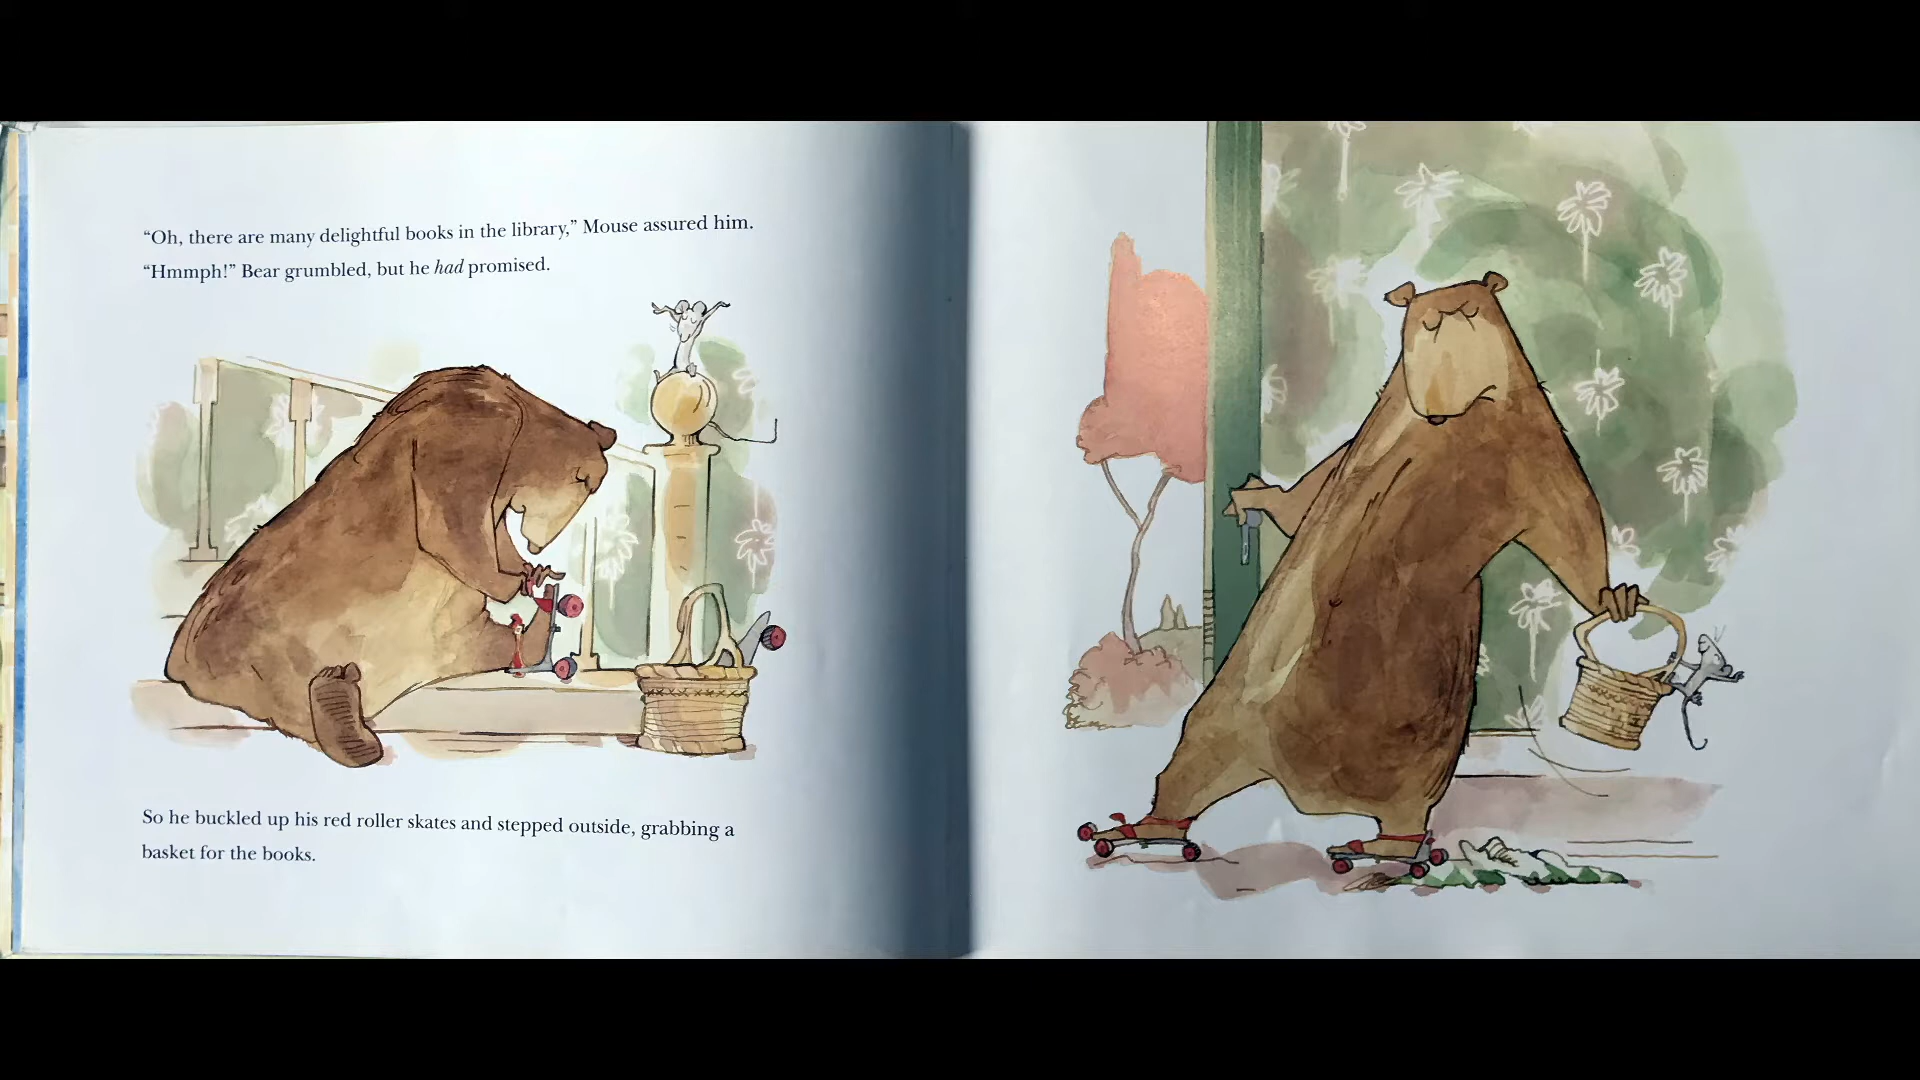 “Oh, there are many delightful books in the library,” Mouse assured him.
“Hmmph!” Bear grumbled, but he had promised.
So he buckled up his red roller skates and stepped outside, grabbing a
basket for the books.